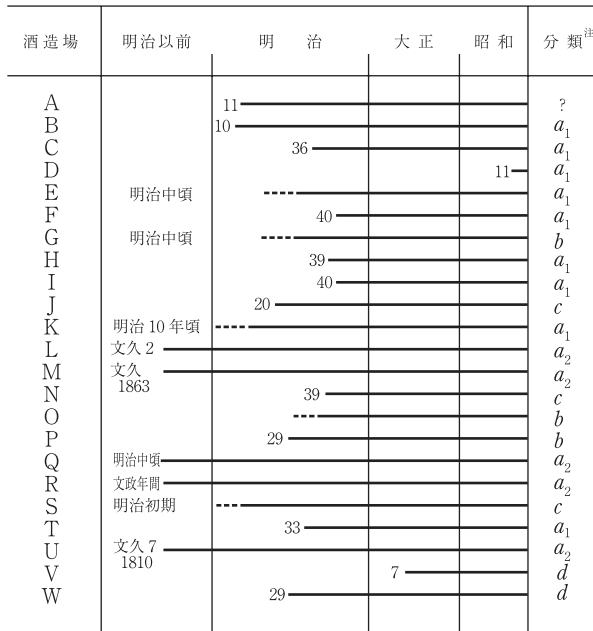 酒造場 明治以前 明治 大正 昭和 分類注
A 11 ?
B 10 a1
C 36 a1
D 11 a1
E 明治中頃 a1
F 40 a1
G 明治中頃 b
H 39 a1
I 40 a1
J 20 c
K 明治10年頃 a1
L 文久2 a2
M 文久 a2
1863
N 39 c
O b
P 29 b
Q 明治中頃 a2
R 文政年間 a2
S 明治初期 c
T 33 a1
U 文久7 a2
1810
V 7 d
W 29 d